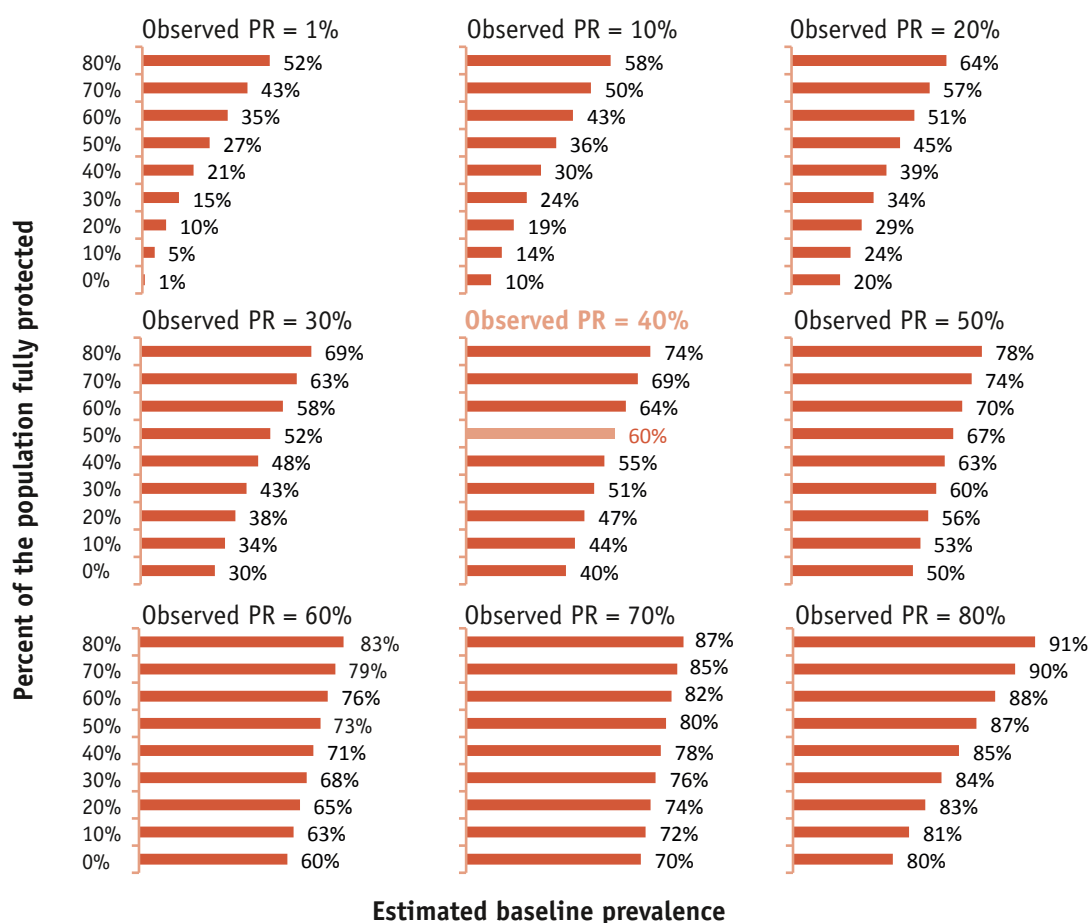 Observed PR = 1% Observed PR = 10% Observed PR = 20%
80% 52% 58% 64%
70% 43% 50% 57%
60% 35% 43% 51%
50% 27% 36% 45%
40% 21% 30% 39%
30% 15% 24% 34%
20% 10% 19% 29%
10% 5% 14% 24%
0% 1% 10% 20%
Observed PR = 30% Observed PR = 40% Observed PR = 50%
80% 69% 74% 78%
70% 63% 69% 74%
60% 58% 64% 70%
50% 52% 60% 67%
40% 48% 55% 63%
30% 43% 51% 60%
20% 38% 47% 56%
10% 34% 44% 53%
0% 30% 40% 50%
Observed PR = 60% Observed PR = 70% Observed PR = 80%
80% 83% 87% 91%
70% 79% 85% 90%
60% 76% 82% 88%
50% 73% 80% 87%
40% 71% 78% 85%
30% 68% 76% 84%
20% 65% 74% 83%
10% 63% 72% 81%
0% 60% 70% 80%
Percent of the population fully protected
Estimated baseline prevalence